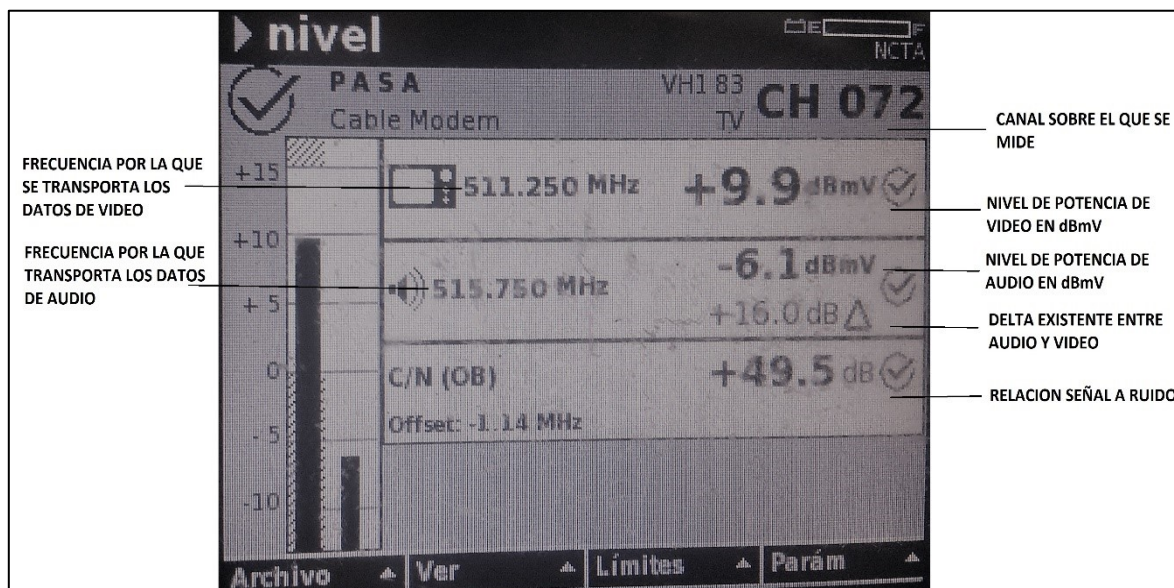 nivel
E F
NCTA
PASA
Cable Modem
VH1 83
TV
CH 072
+15
+10
+ 5
0
- 5
-10
511.250 MHz
+9.9 dBmV
515.750 MHz
-6.1 dBmV
+16.0 dB
C/N (OB)
+49.5 dB
Offset: -1.14 MHz
Archivo
Ver
Límites
Parám
FRECUENCIA POR LA QUE
SE TRANSPORTA LOS
DATOS DE VIDEO
FRECUENCIA POR LA QUE
TRANSPORTA LOS DATOS
DE AUDIO
CANAL SOBRE EL QUE SE
MIDE
NIVEL DE POTENCIA DE
VIDEO EN dBmV
NIVEL DE POTENCIA DE
AUDIO EN dBmV
DELTA EXISTENTE ENTRE
AUDIO Y VIDEO
RELACION SEÑAL A RUIDO